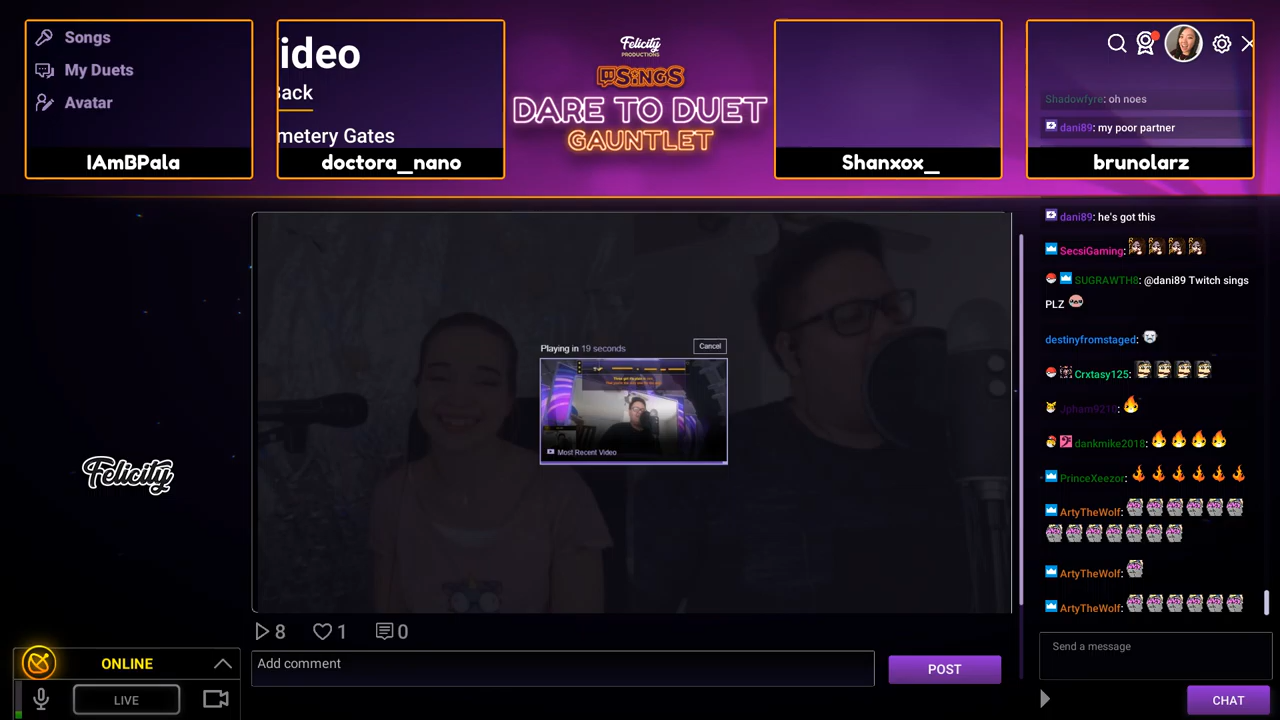 Songs
My Duets
Avatar
IAmBPala
ideo
Back
metery Gates
doctora__nano
Felicity
PRODUCTIONS
SINGS
DARE TO DUET
GAUNTLET
Shanxox_
Shadowfyre: oh noes
dani89: my poor partner
brunolarz
dani89: he's got this
SecsiGaming:
SUGRAWTH8: @dani89 Twitch sings
PLZ
destinyfromstaged:
Crxtasy125:
Jpham9210:
dankmike2018:
PrinceXeezor:
ArtyTheWolf:
ArtyTheWolf:
ArtyTheWolf:
Send a message
CHAT
Playing in 19 seconds
Cancel
Most Recent Video
Felicity
8
1
0
Add comment
POST
ONLINE
LIVE